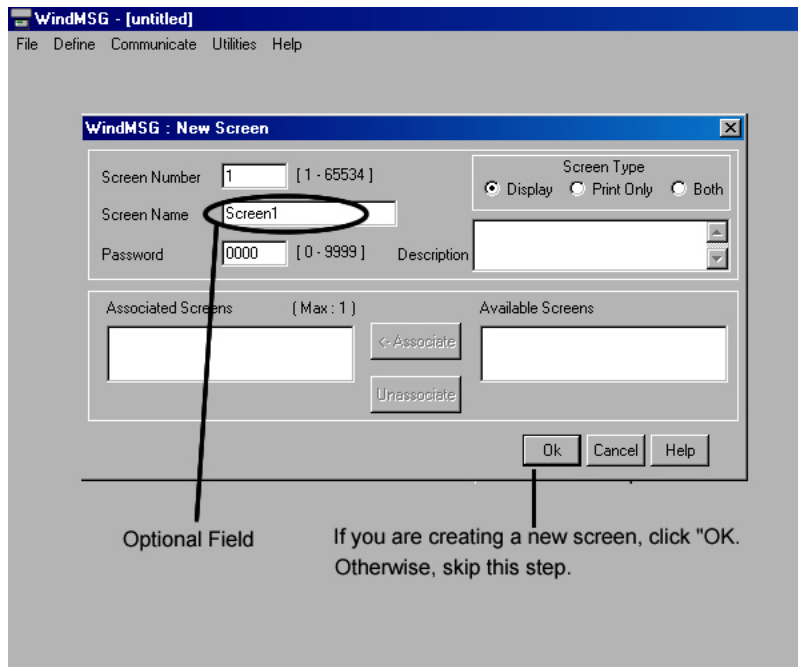 WindMSG - [untitled]
File Define Communicate Utilities Help
WindMSG : New Screen
Screen Number 1 [ 1 - 65534 ]
Screen Type
Display Print Only Both
Screen Name Screen1
Password 0000 [ 0 - 9999 ] Description
Associated Screens ( Max : 1 ) Available Screens
<- Associate
Unassociate
Ok Cancel Help
Optional Field
If you are creating a new screen, click "OK.
Otherwise, skip this step.